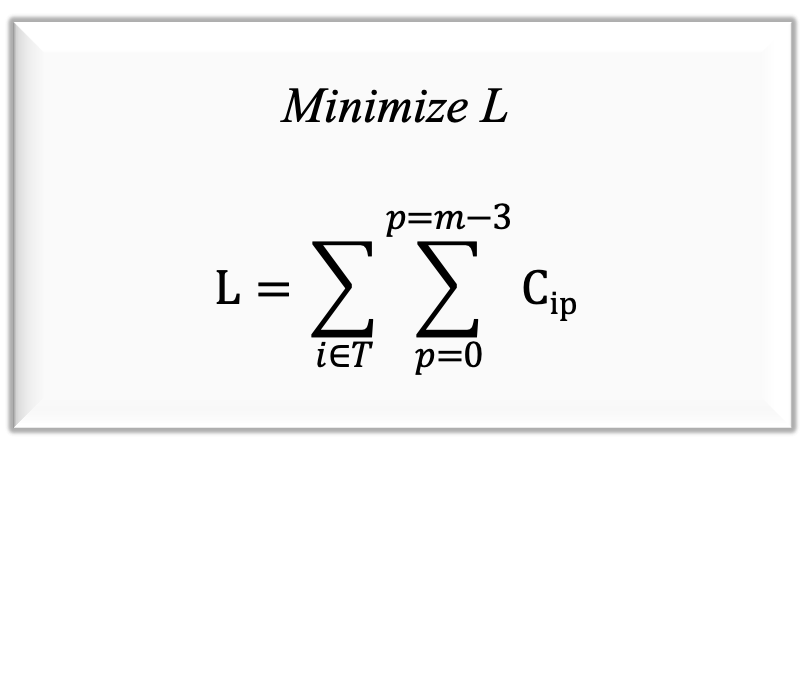 Minimize L
p=m−3
L = ∑ ∑ Cip
i∈T p=0